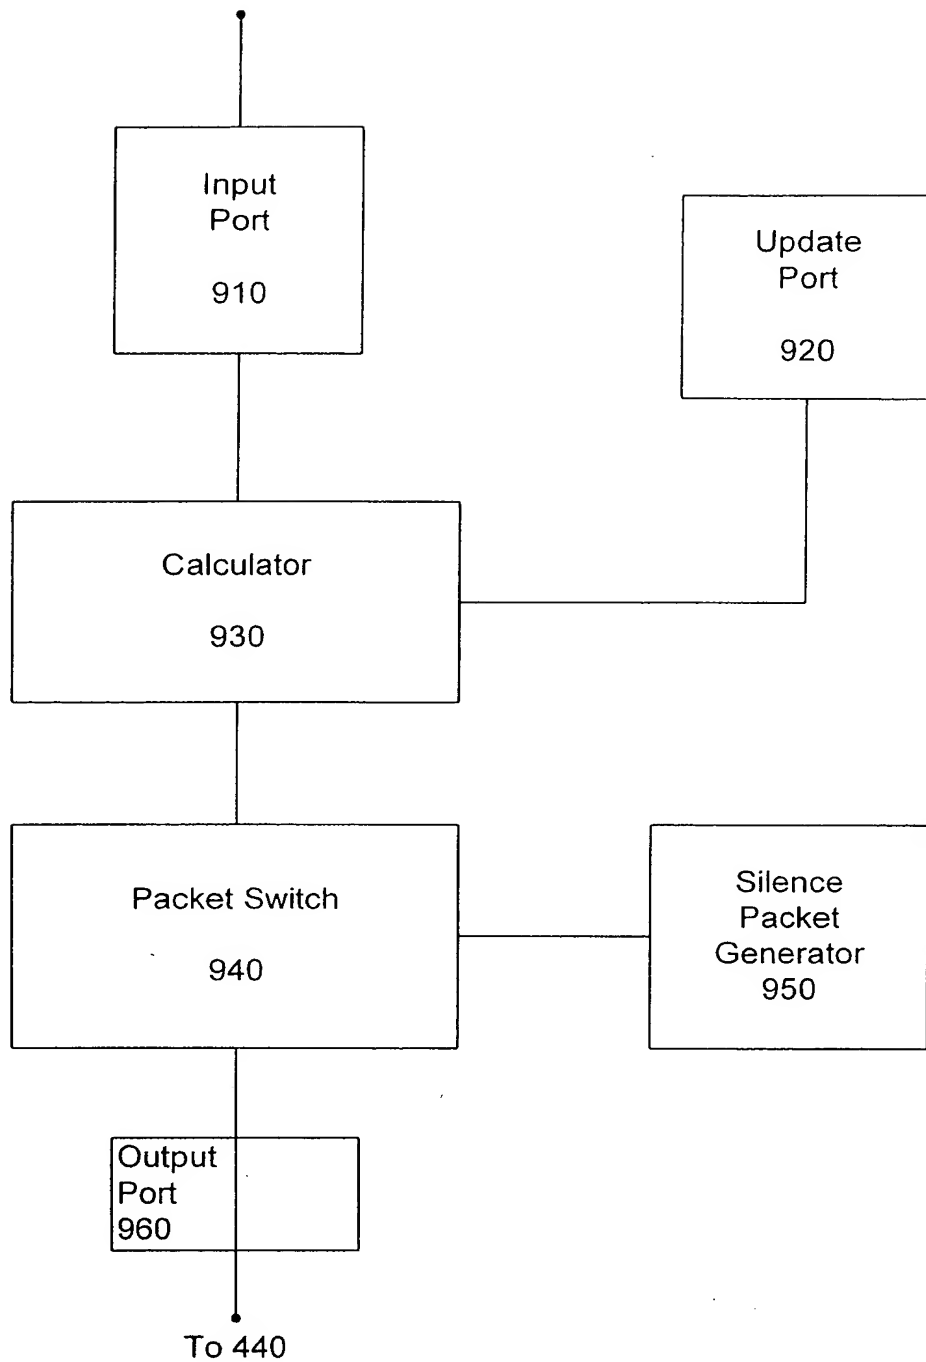 Input
Port
910
Update
Port
920
Calculator
930
Packet Switch
940
Silence
Packet
Generator
950
Output
Port
960
To 440